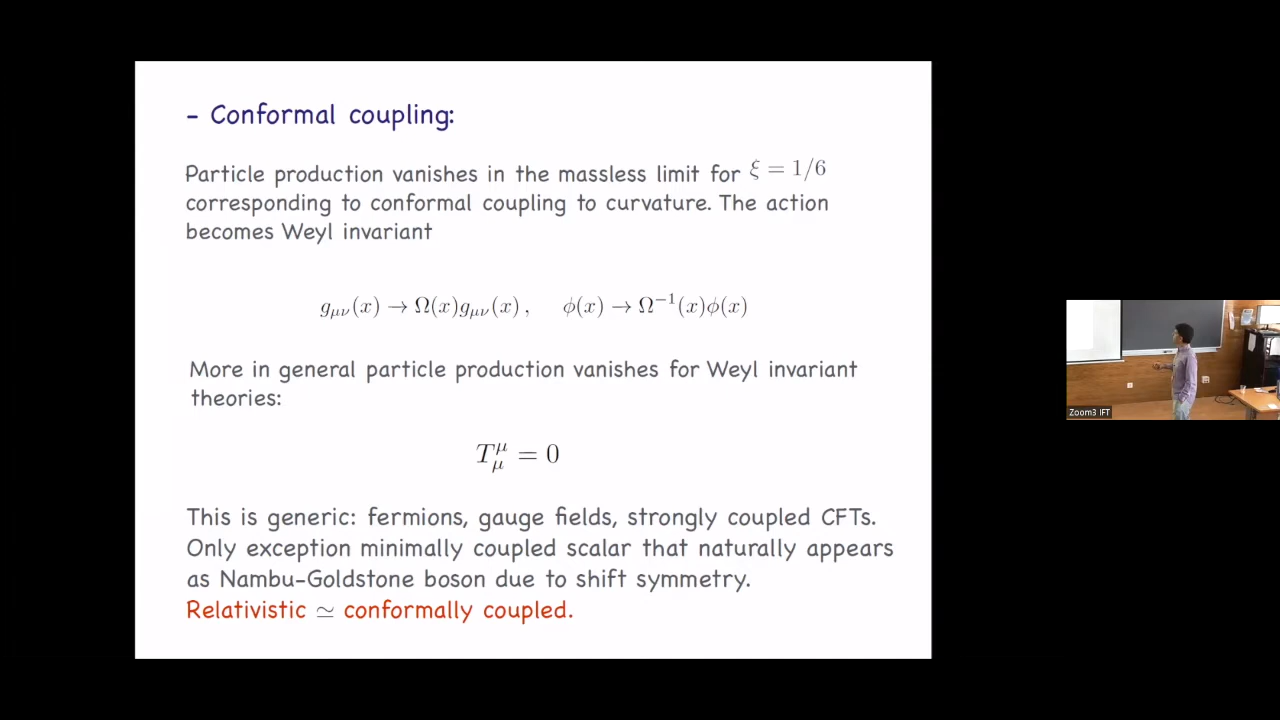 - Conformal coupling:
Particle production vanishes in the massless limit for ξ = 1/6
corresponding to conformal coupling to curvature. The action
becomes Weyl invariant
g_{μν}(x) → Ω(x)g_{μν}(x) ,    ϕ(x) → Ω^{-1}(x)ϕ(x)
More in general particle production vanishes for Weyl invariant
theories:
T^μ_μ = 0
This is generic: fermions, gauge fields, strongly coupled CFTs.
Only exception minimally coupled scalar that naturally appears
as Nambu-Goldstone boson due to shift symmetry.
Relativistic ≃ conformally coupled.
Zoom3 IFT